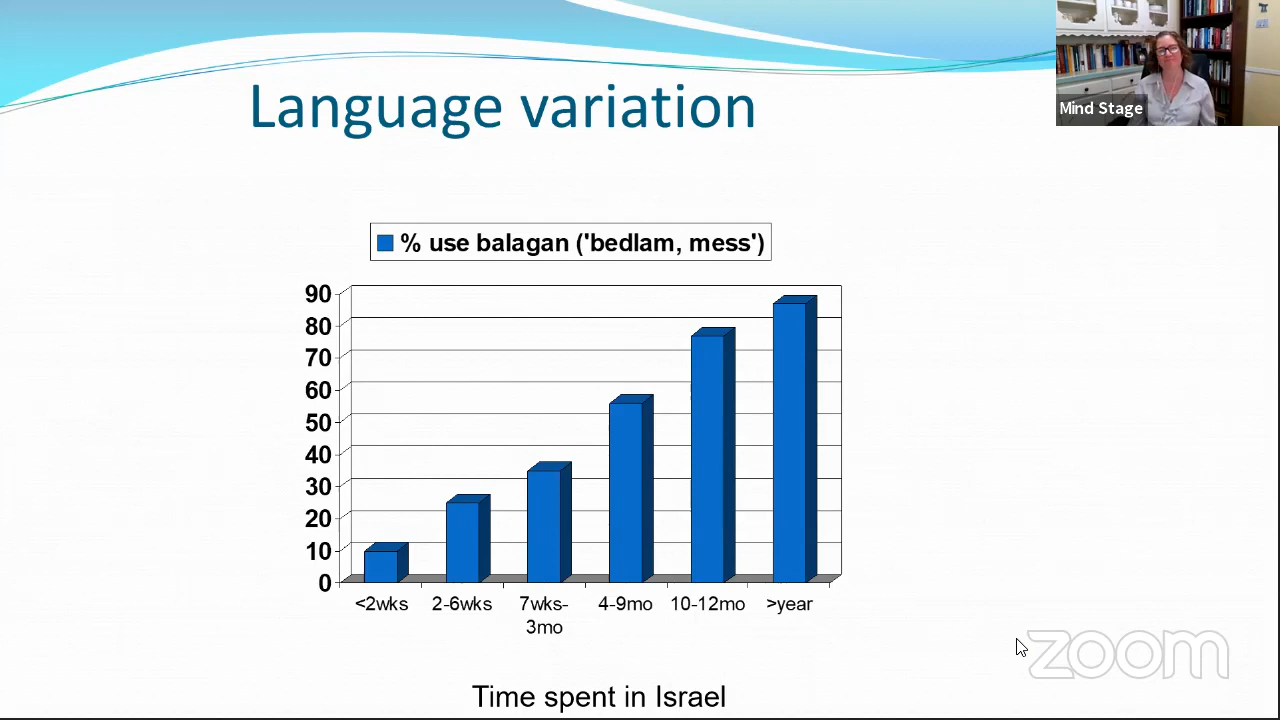 Language variation
Mind Stage
% use balagan ('bedlam, mess')
90
80
70
60
50
40
30
20
10
0
<2wks 2-6wks 7wks- 4-9mo 10-12mo >year
3mo
Time spent in Israel
zoom